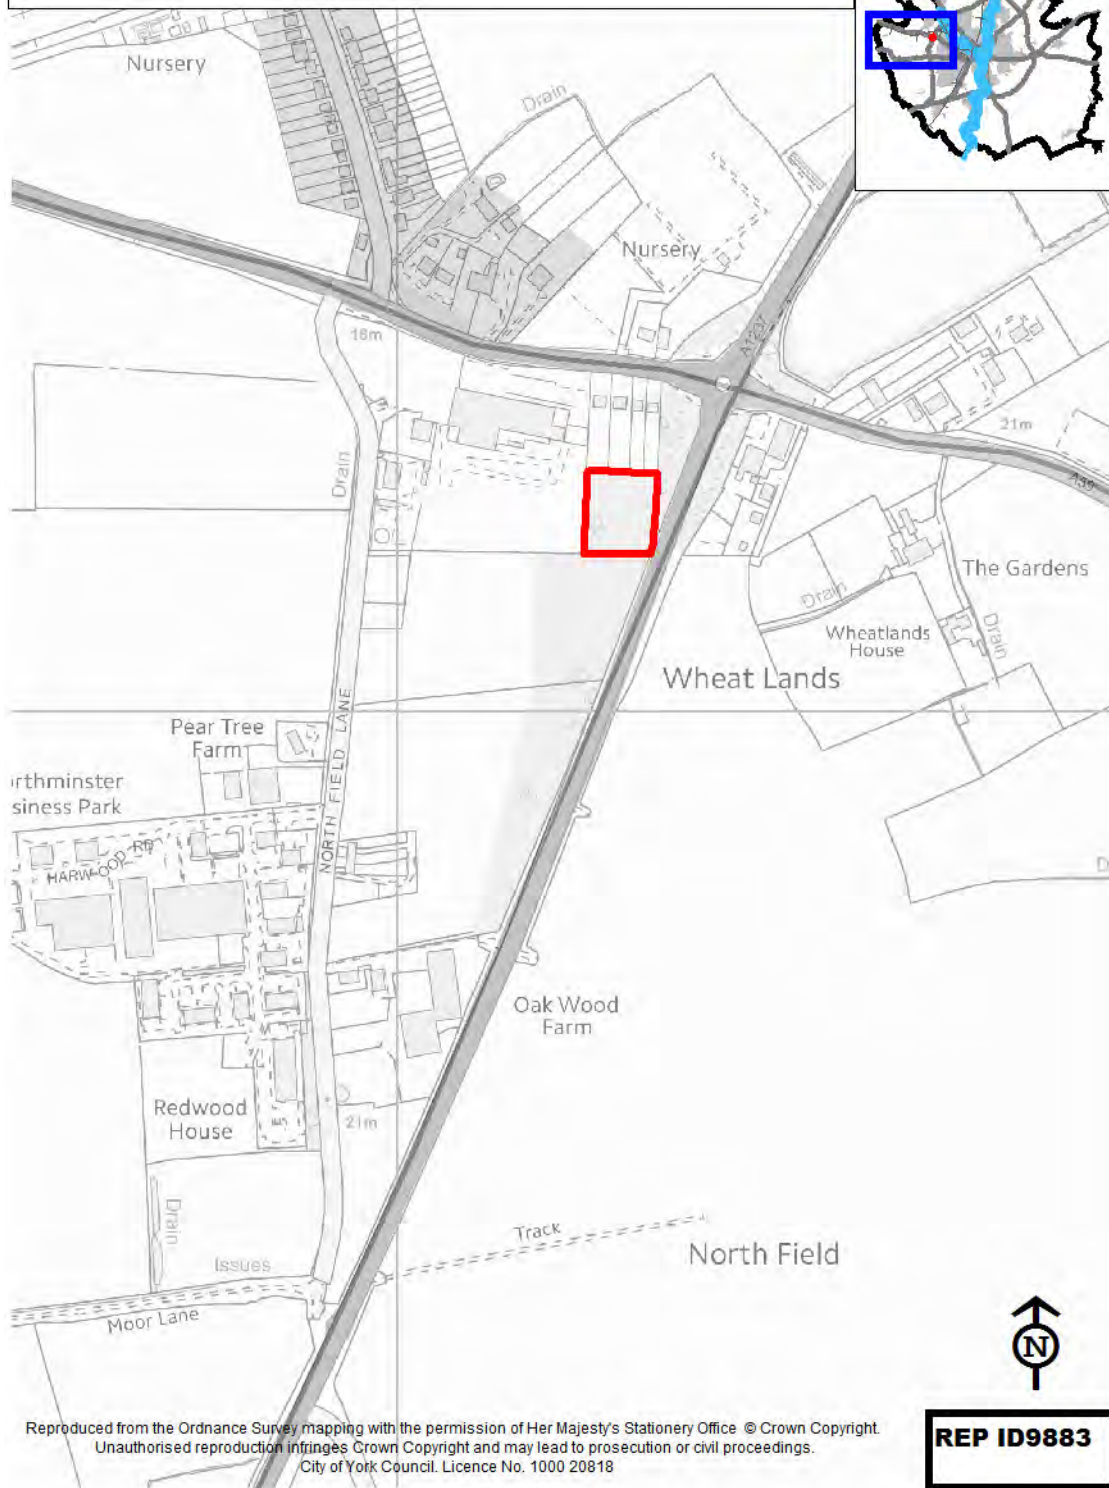 Nursery
Drain
Nursery
A1237
16m
21m
A59
Drain
The Gardens
Drain
Drain
Wheatlands
House
Wheat Lands
NORTH FIELD LANE
Pear Tree
Farm
rthminster
siness Park
HARWOOD RD
D
Oak Wood
Farm
Redwood
House
21m
Drain
Track
North Field
Issues
Moor Lane
N
Reproduced from the Ordnance Survey mapping with the permission of Her Majesty's Stationery Office © Crown Copyright.
Unauthorised reproduction infringes Crown Copyright and may lead to prosecution or civil proceedings.
City of York Council. Licence No. 1000 20818
REP ID9883